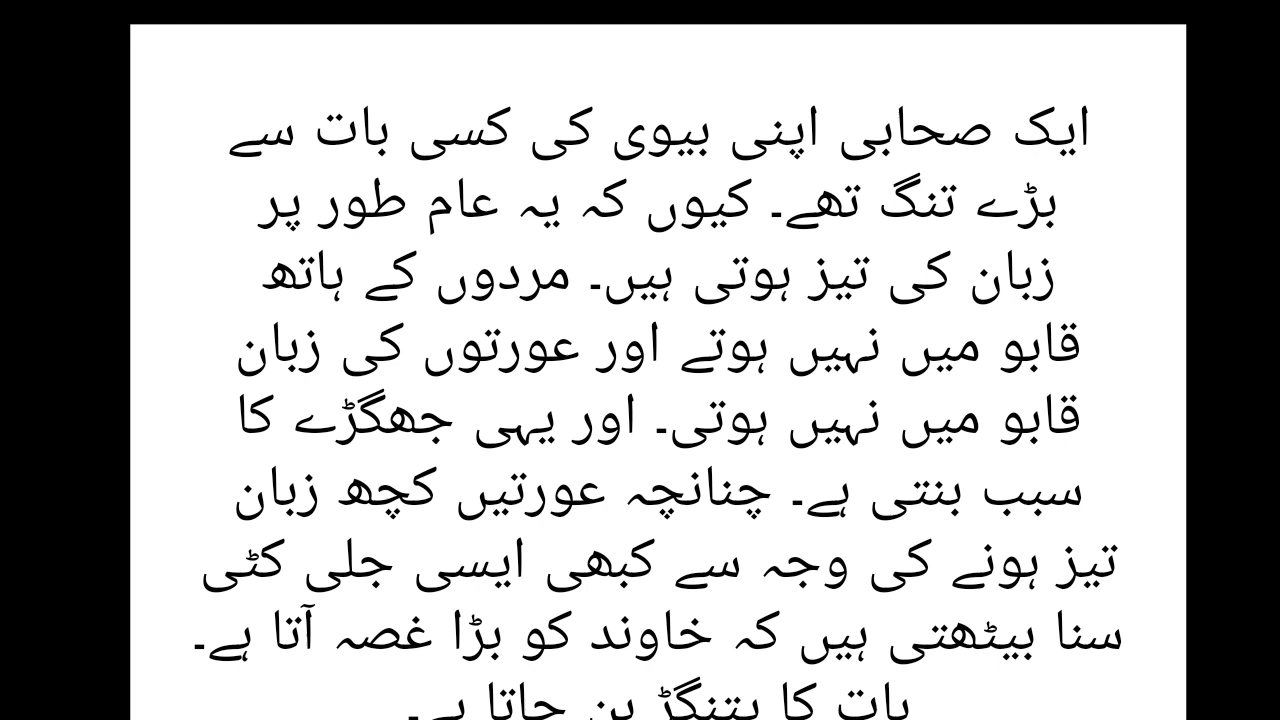 ایک صحابی اپنی بیوی کی کسی بات سے
بڑے تنگ تھے۔ کیوں کہ یہ عام طور پر
زبان کی تیز ہوتی ہیں۔ مردوں کے ہاتھ
قابو میں نہیں ہوتے اور عورتوں کی زبان
قابو میں نہیں ہوتی۔ اور یہی جھگڑے کا
سبب بنتی ہے۔ چنانچہ عورتیں کچھ زبان
تیز ہونے کی وجہ سے کبھی ایسی جلی کٹی
سنا بیٹھتی ہیں کہ خاوند کو بڑا غصہ آتا ہے۔
بات کا بتنگڑ بن جاتا ہے۔